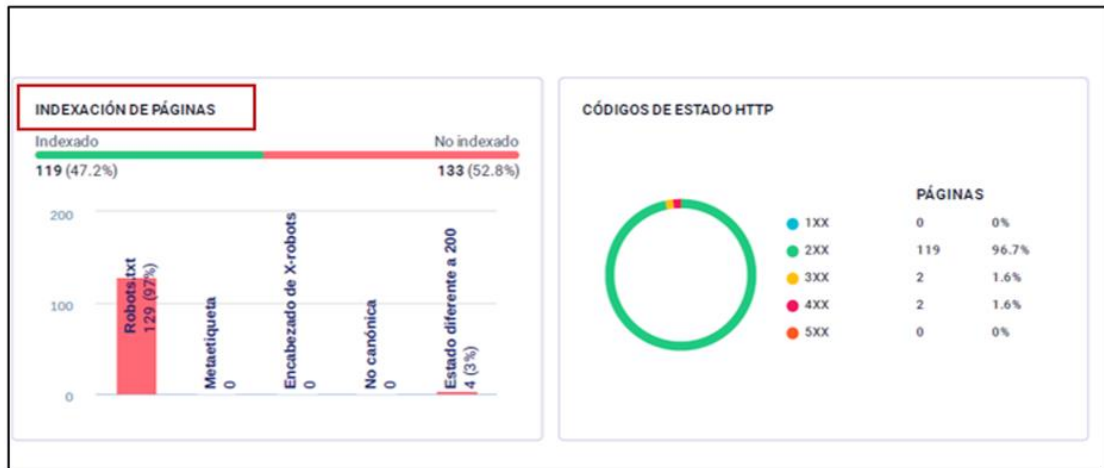 INDEXACIÓN DE PÁGINAS
Indexado No indexado
119 (47.2%) 133 (52.8%)
200
100
0
Robots.txt
129 (97%)
Metaetiqueta
0
Encabezado de X-robots
0
No canónica
0
Estado diferente a 200
4 (3%)
CÓDIGOS DE ESTADO HTTP
PÁGINAS
1XX 0 0%
2XX 119 96.7%
3XX 2 1.6%
4XX 2 1.6%
5XX 0 0%